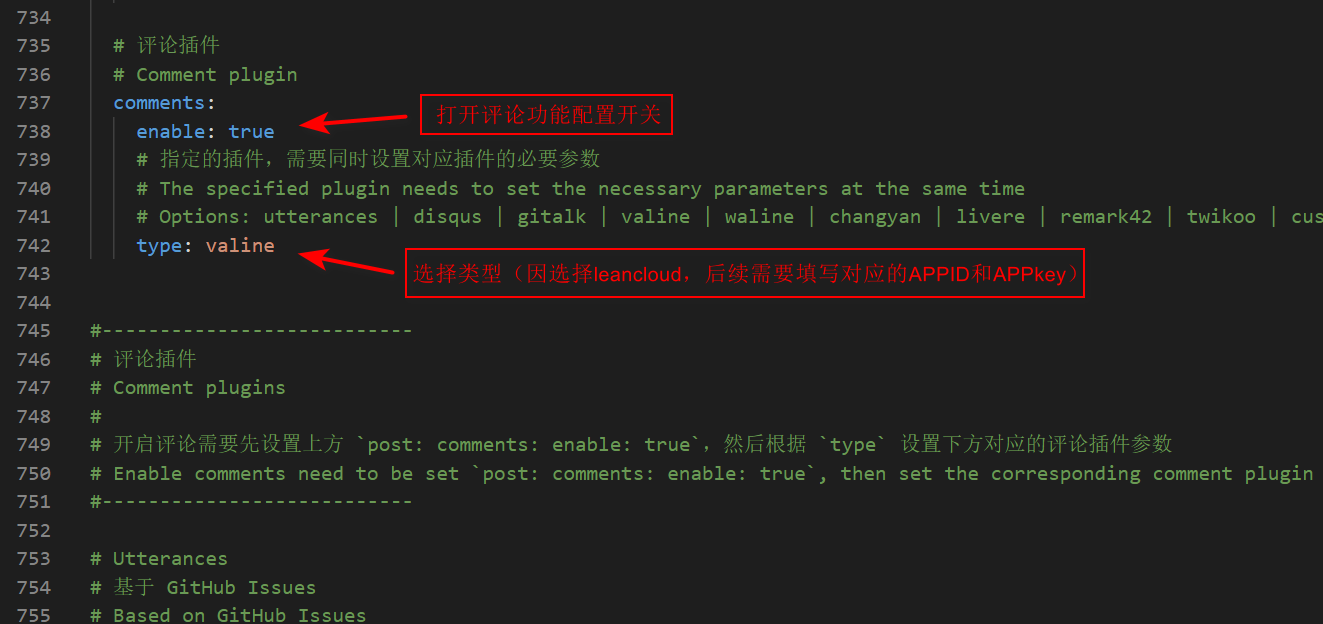 734
735 # 评论插件
736 # Comment plugin
737 comments:
打开评论功能配置开关
738 enable: true
739 # 指定的插件，需要同时设置对应插件的必要参数
740 # The specified plugin needs to set the necessary parameters at the same time
741 # Options: utterances | disqus | gitalk | valine | waline | changyan | livere | remark42 | twikoo | cus
742 type: valine
选择类型（因选择leancloud，后续需要填写对应的APPID和APPkey）
743
744
745 #---------------------------
746 # 评论插件
747 # Comment plugins
748 #
749 # 开启评论需要先设置上方 `post: comments: enable: true`，然后根据 `type` 设置下方对应的评论插件参数
750 # Enable comments need to be set `post: comments: enable: true`, then set the corresponding comment plugin
751 #---------------------------
752
753 # Utterances
754 # 基于 GitHub Issues
755 # Based on GitHub Issues